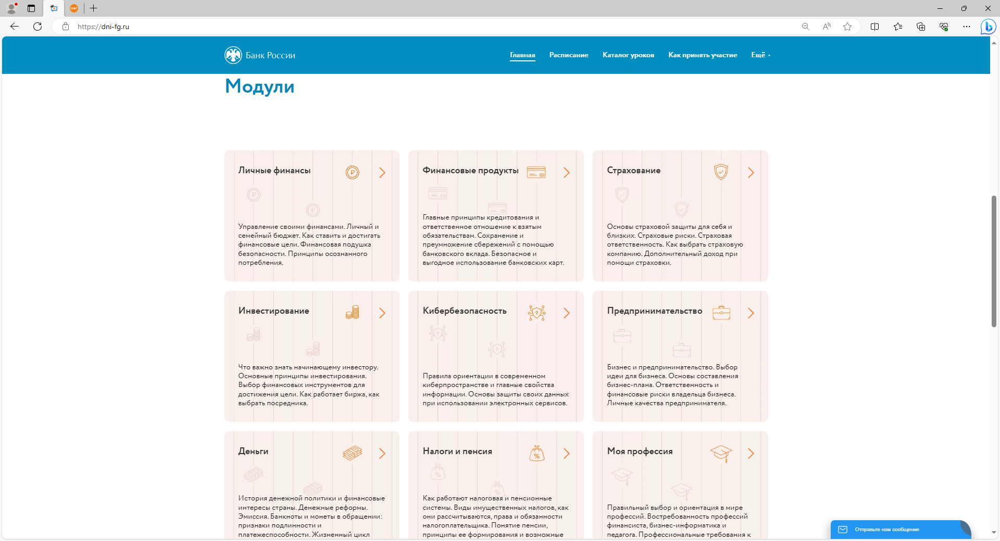 ПФГ
https://dni-fg.ru
Банк России
Главная
Расписание
Каталог уроков
Как принять участие
Ещё
Модули
Личные финансы
Управление своими финансами. Личный и
семейный бюджет. Как ставить и достигать
финансовые цели. Финансовая подушка
безопасности. Принципы осознанного
потребления.
Финансовые продукты
Главные принципы кредитования и
ответственное отношение к взятым
обязательствам. Сохранение и
преумножение сбережений с помощью
банковского вклада. Безопасное и
выгодное использование банковских карт.
Страхование
Основы страховой защиты для себя и
близких. Страховые риски. Страховая
ответственность. Как выбрать страховую
компанию. Дополнительный доход при
помощи страховки.
Инвестирование
Что важно знать начинающему инвестору.
Основные принципы инвестирования.
Выбор финансовых инструментов для
достижения цели. Как работает биржа, как
выбрать посредника.
Кибербезопасность
Правила ориентации в современном
киберпространстве и главные свойства
информации. Основы защиты своих данных
при использовании электронных сервисов.
Предпринимательство
Бизнес и предпринимательство. Выбор
идеи для бизнеса. Основы составления
бизнес-плана. Ответственность и
финансовые риски владельца бизнеса.
Личные качества предпринимателя.
Деньги
История денежной политики и финансовые
интересы страны. Денежные реформы.
Эмиссия. Банкноты и монеты в обращении:
признаки подлинности и
платежеспособности. Жизненный цикл
Налоги и пенсия
Как работают налоговая и пенсионные
системы. Виды имущественных налогов, как
они рассчитываются, права и обязанности
налогоплательщика. Понятие пенсии,
принципы ее формирования и возможные
Моя профессия
Правильный выбор и ориентация в мире
профессий. Востребованность профессий
финансиста, бизнес-информатика и
педагога. Профессиональные требования к
Отправьте нам сообщение